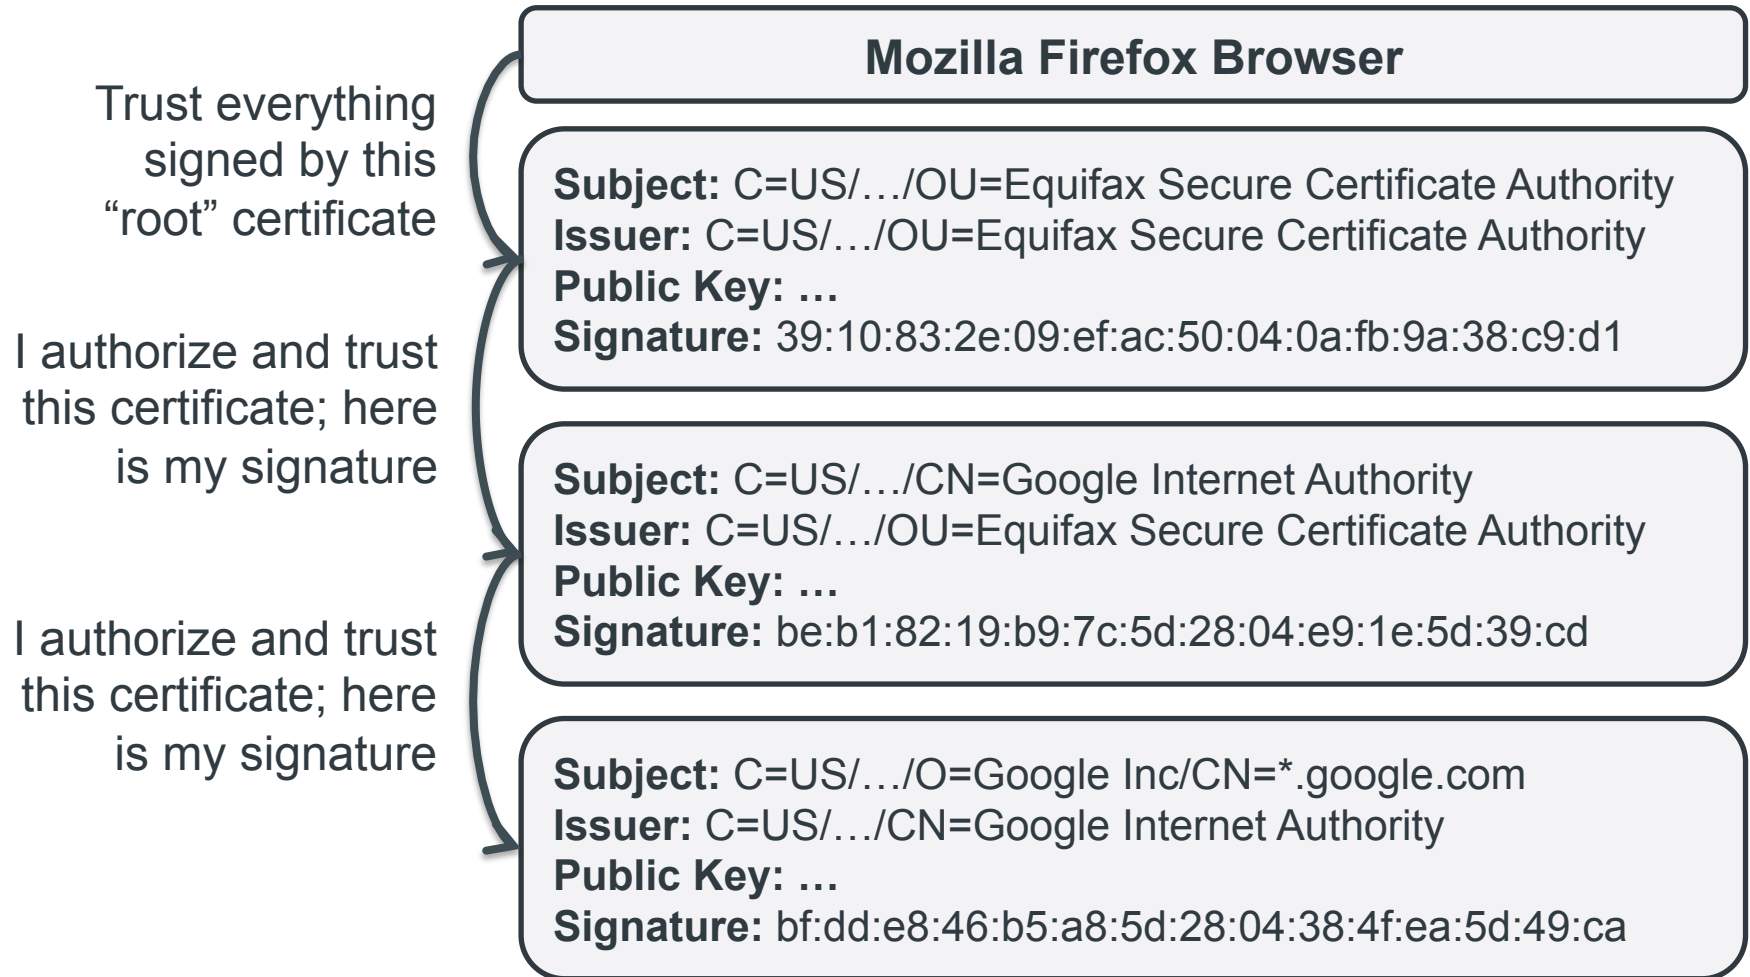 Mozilla Firefox Browser
Trust everything
signed by this
“root” certificate
Subject: C=US/…/OU=Equifax Secure Certificate Authority
Issuer: C=US/…/OU=Equifax Secure Certificate Authority
Public Key: …
Signature: 39:10:83:2e:09:ef:ac:50:04:0a:fb:9a:38:c9:d1
I authorize and trust
this certificate; here
is my signature
Subject: C=US/…/CN=Google Internet Authority
Issuer: C=US/…/OU=Equifax Secure Certificate Authority
Public Key: …
Signature: be:b1:82:19:b9:7c:5d:28:04:e9:1e:5d:39:cd
I authorize and trust
this certificate; here
is my signature
Subject: C=US/…/O=Google Inc/CN=*.google.com
Issuer: C=US/…/CN=Google Internet Authority
Public Key: …
Signature: bf:dd:e8:46:b5:a8:5d:28:04:38:4f:ea:5d:49:ca